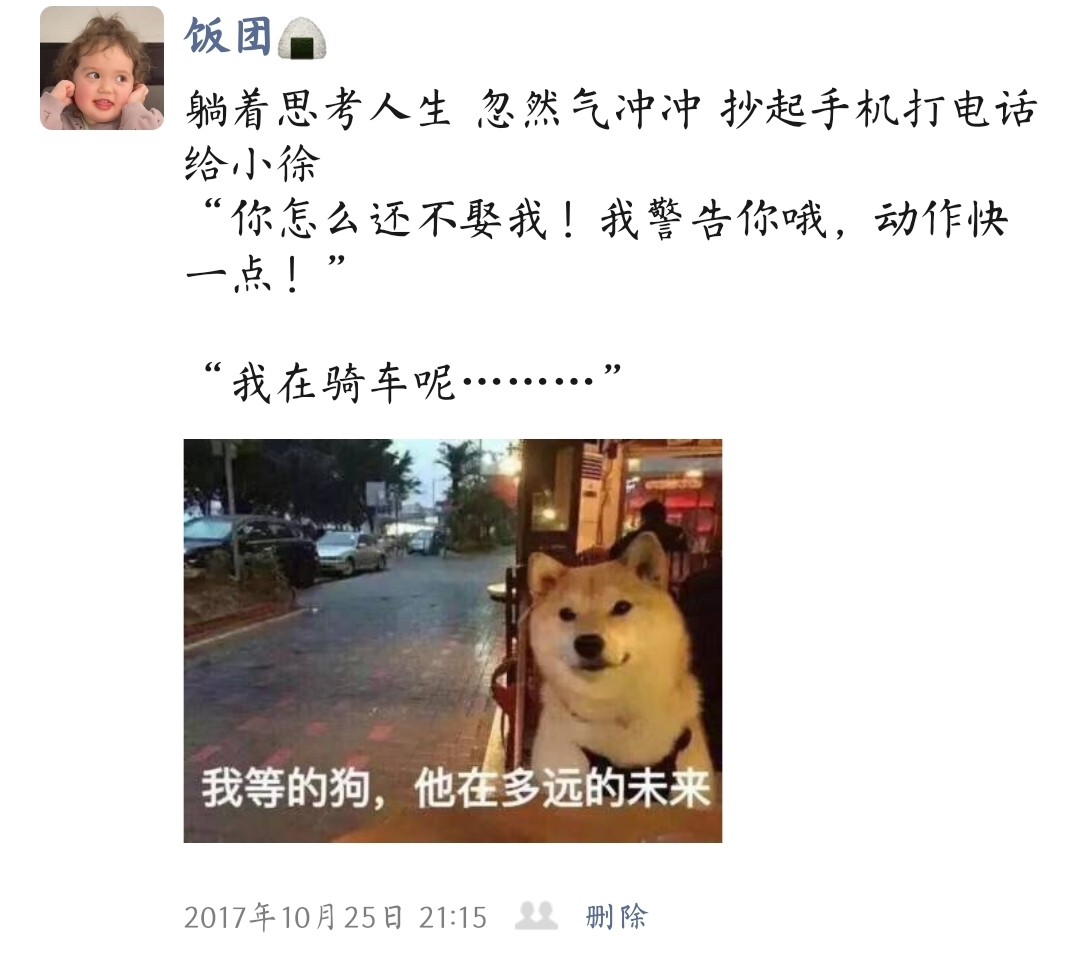 饭团🍙
躺着思考人生 忽然气冲冲 抄起手机打电话
给小徐
“你怎么还不娶我！我警告你哦，动作快
一点！”
“我在骑车呢………”
我等的狗，他在多远的未来
2017年10月25日 21:15 删除